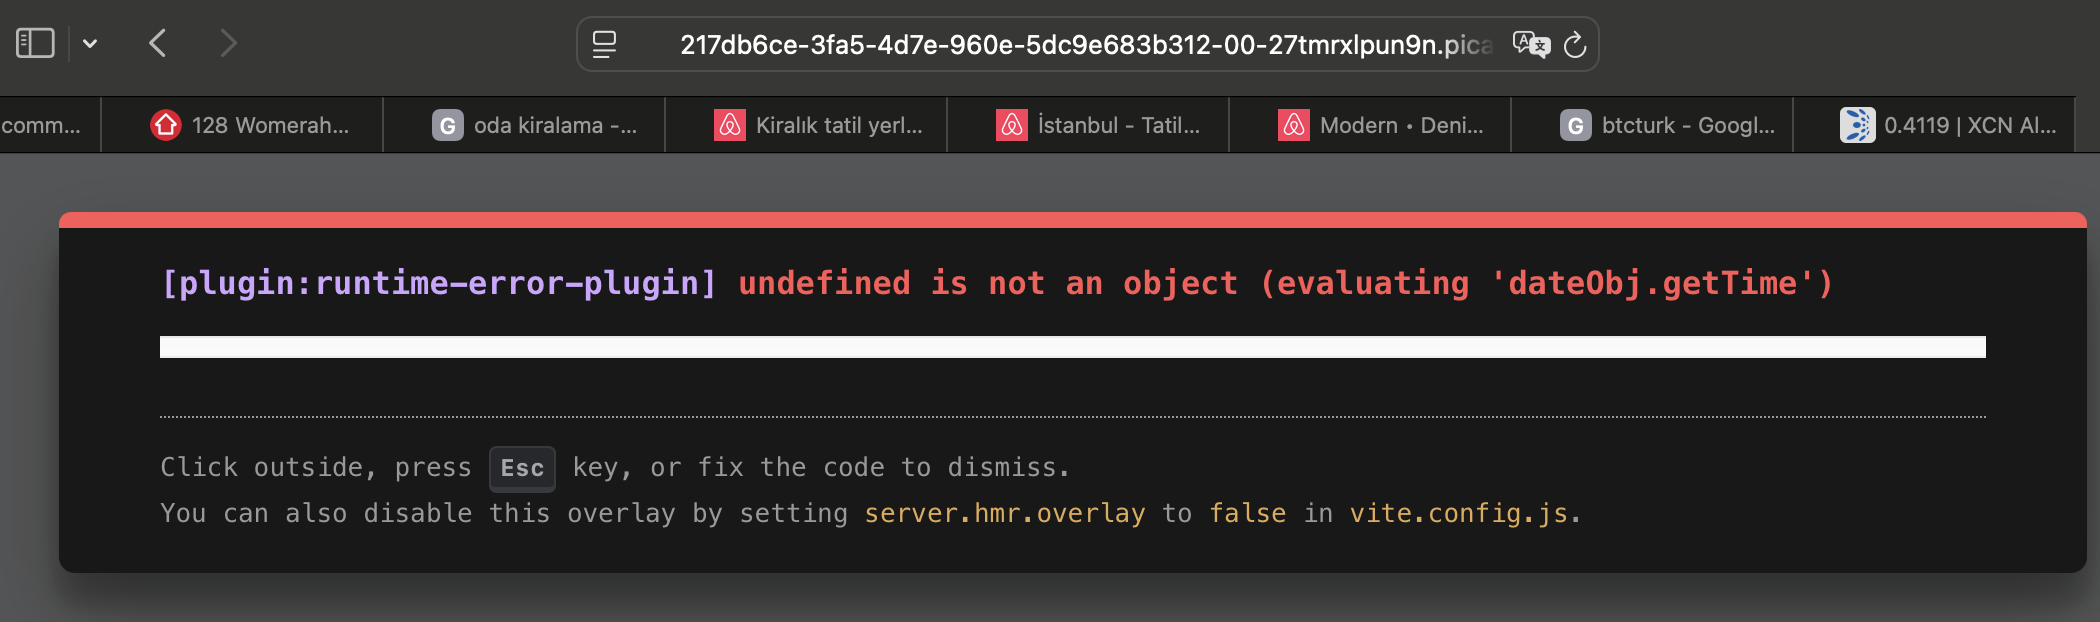 217db6ce-3fa5-4d7e-960e-5dc9e683b312-00-27tmrxlpun9n.pica
comm...
128 Womerah...
G oda kiralama -...
Kiralık tatil yerl...
İstanbul - Tatil...
Modern • Deni...
G btcturk - Googl...
0.4119 | XCN Al...
[plugin:runtime-error-plugin] undefined is not an object (evaluating 'dateObj.getTime')
Click outside, press Esc key, or fix the code to dismiss.
You can also disable this overlay by setting server.hmr.overlay to false in vite.config.js.